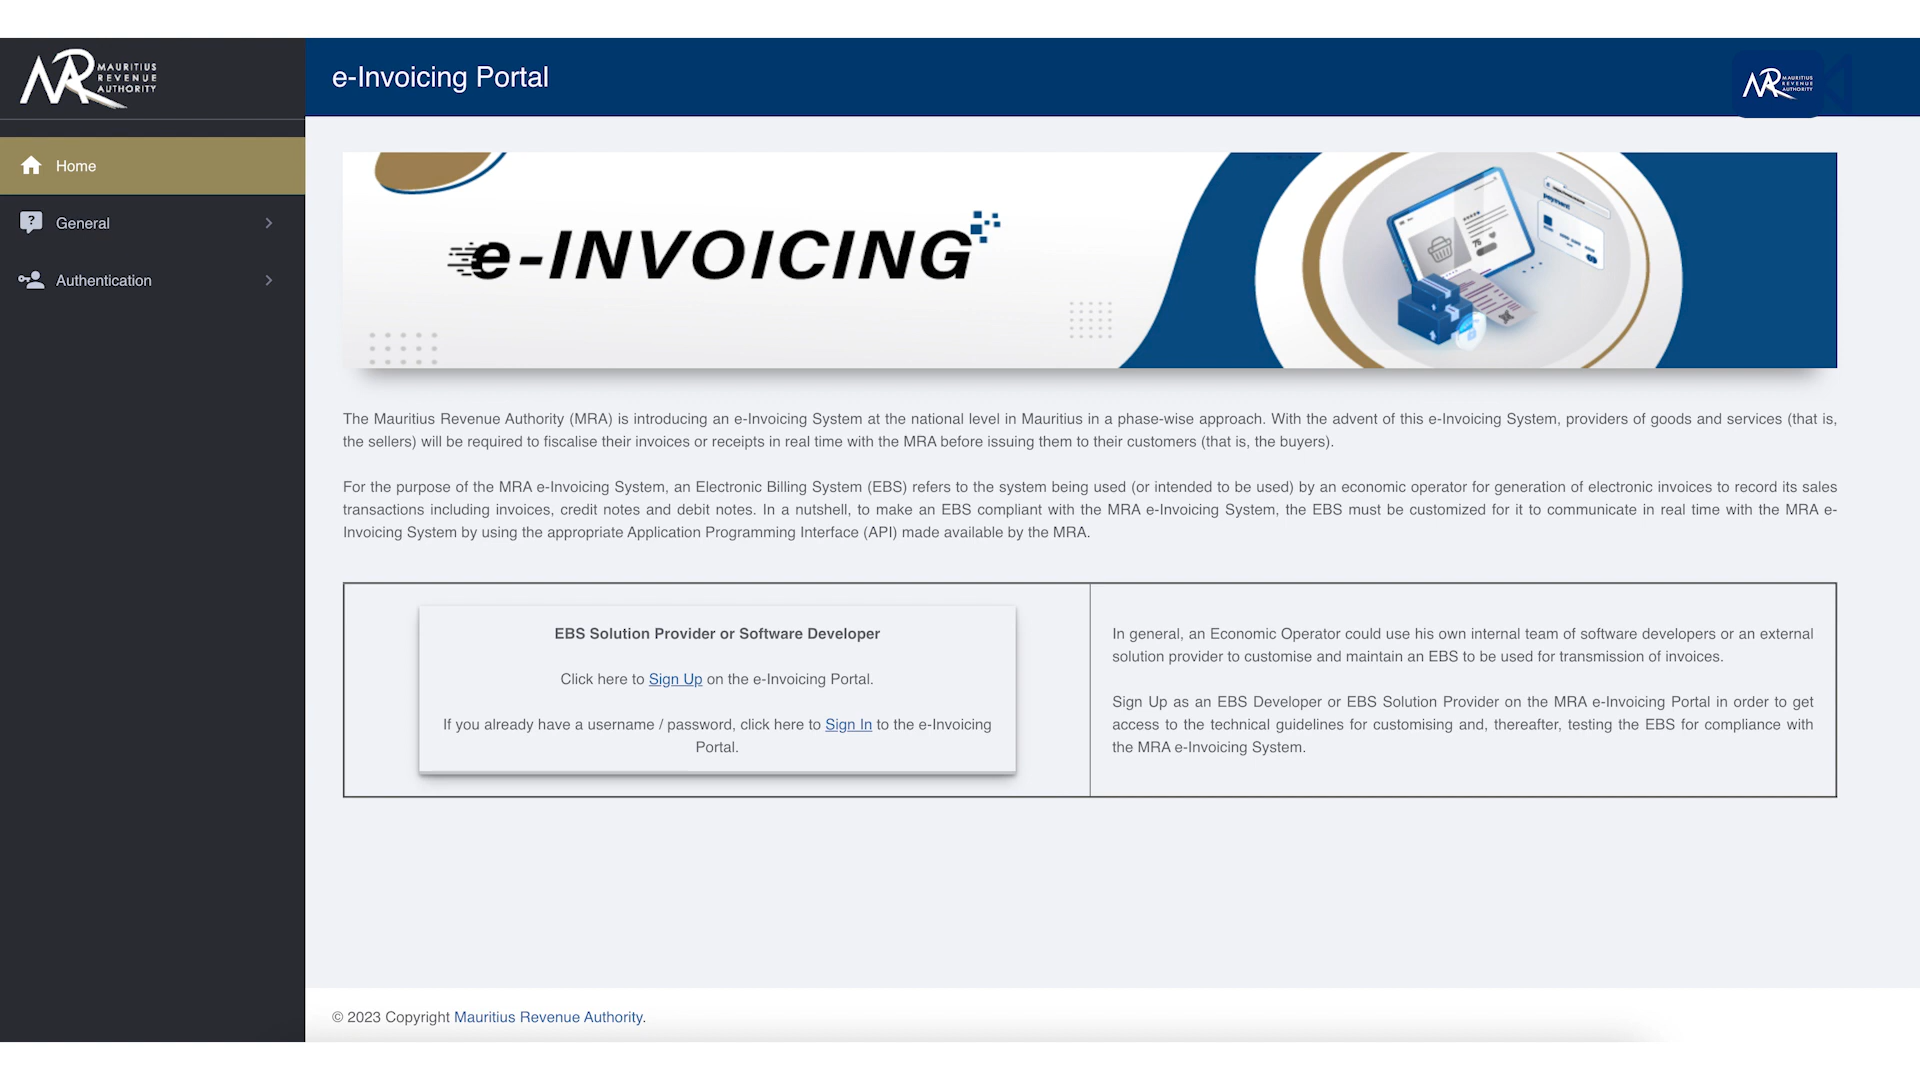 MAURITIUS
REVENUE
AUTHORITY
e-Invoicing Portal
MAURITIUS
REVENUE
AUTHORITY
Home
General
Authentication
e-INVOICING
payment
The Mauritius Revenue Authority (MRA) is introducing an e-Invoicing System at the national level in Mauritius in a phase-wise approach. With the advent of this e-Invoicing System, providers of goods and services (that is,
the sellers) will be required to fiscalise their invoices or receipts in real time with the MRA before issuing them to their customers (that is, the buyers).
For the purpose of the MRA e-Invoicing System, an Electronic Billing System (EBS) refers to the system being used (or intended to be used) by an economic operator for generation of electronic invoices to record its sales
transactions including invoices, credit notes and debit notes. In a nutshell, to make an EBS compliant with the MRA e-Invoicing System, the EBS must be customized for it to communicate in real time with the MRA e-
Invoicing System by using the appropriate Application Programming Interface (API) made available by the MRA.
EBS Solution Provider or Software Developer
Click here to Sign Up on the e-Invoicing Portal.
If you already have a username / password, click here to Sign In to the e-Invoicing
Portal.
In general, an Economic Operator could use his own internal team of software developers or an external
solution provider to customise and maintain an EBS to be used for transmission of invoices.
Sign Up as an EBS Developer or EBS Solution Provider on the MRA e-Invoicing Portal in order to get
access to the technical guidelines for customising and, thereafter, testing the EBS for compliance with
the MRA e-Invoicing System.
© 2023 Copyright Mauritius Revenue Authority.